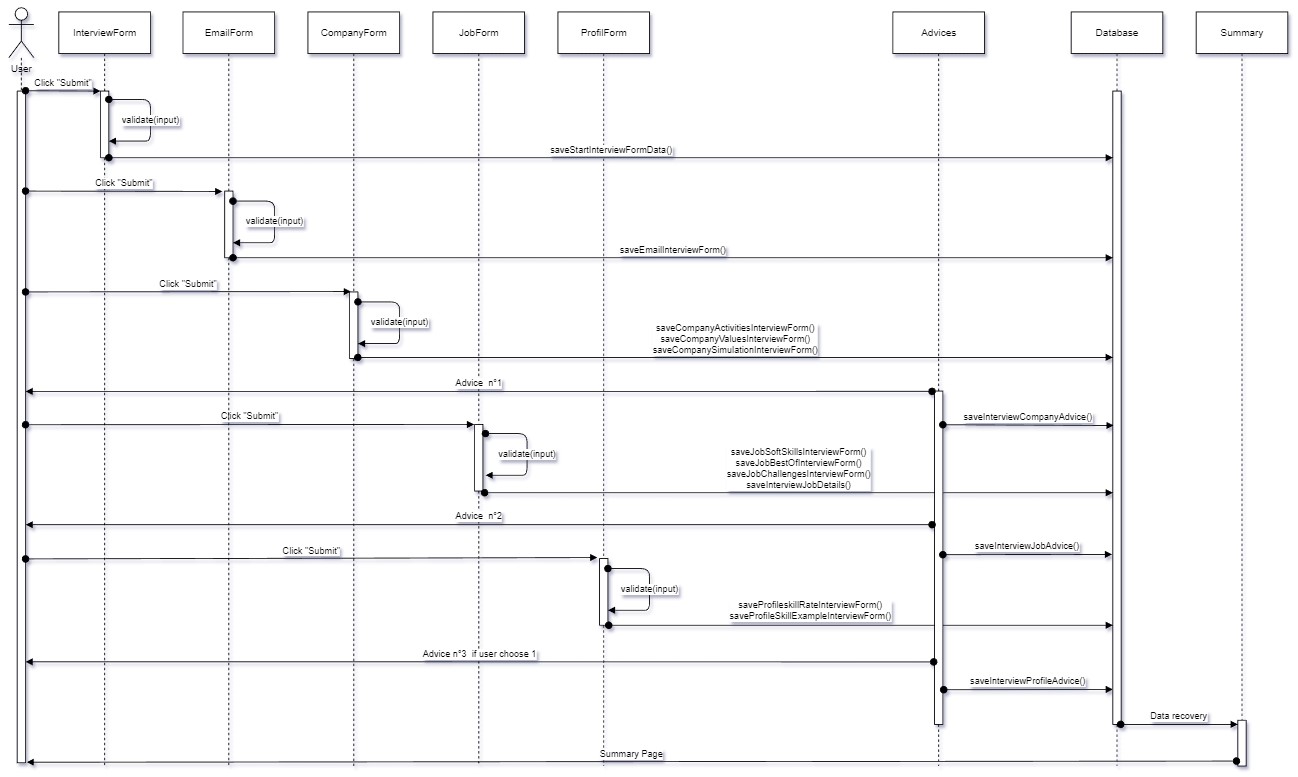 InterviewForm
EmailForm
CompanyForm
JobForm
ProfilForm
Advices
Database
Summary
User
Click "Submit"
validate(input)
saveStartInterviewFormData()
Click "Submit"
validate(input)
saveEmailInterviewForm()
Click "Submit"
validate(input)
saveCompanyActivitiesInterviewForm()
saveCompanyValuesInterviewForm()
saveCompanySimulationInterviewForm()
Advice n°1
Click "Submit"
saveInterviewCompanyAdvice()
validate(input)
saveJobSoftSkillsInterviewForm()
saveJobBestOfInterviewForm()
saveJobChallengesInterviewForm()
saveInterviewJobDetails()
Advice n°2
Click "Submit"
saveInterviewJobAdvice()
validate(input)
saveProfileskillRateInterviewForm()
saveProfileSkillExampleInterviewForm()
Advice n°3 if user choose 1
saveInterviewProfileAdvice()
Data recovery
Summary Page